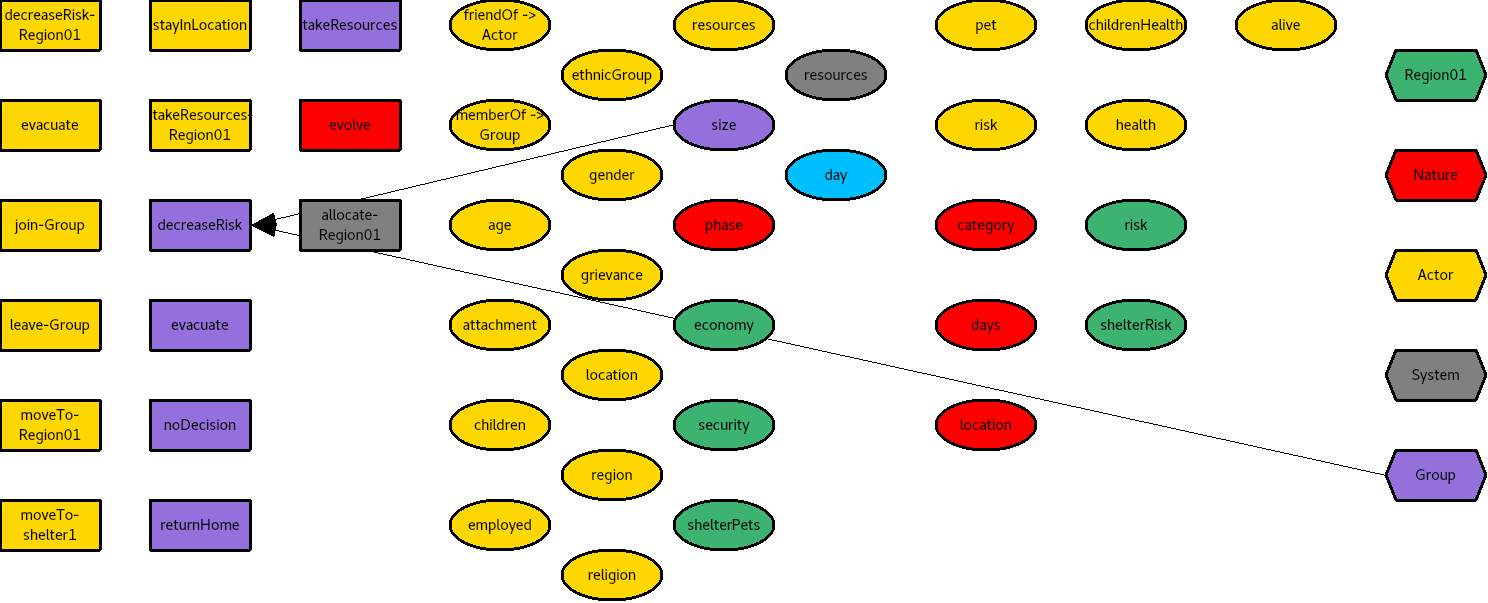 decreaseRisk-
Region01
stayInLocation
takeResources
friendOf ->
Actor
resources
pet
childrenHealth
alive
ethnicGroup
resources
Region01
evacuate
takeResources-
Region01
evolve
memberOf ->
Group
size
risk
health
gender
day
Nature
join-Group
decreaseRisk
allocate-
Region01
age
phase
category
risk
grievance
Actor
leave-Group
evacuate
attachment
economy
days
shelterRisk
location
System
moveTo-
Region01
noDecision
children
security
location
region
Group
moveTo-
shelter1
returnHome
employed
shelterPets
religion